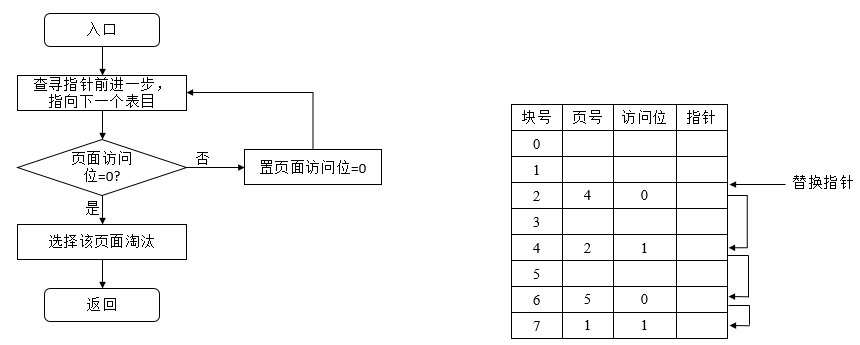 入口
查寻指针前进一步，
指向下一个表目
页面访问
位=0?
否
置页面访问位=0
是
选择该页面淘汰
返回
块号 页号 访问位 指针
0
1
2 4 0
替换指针
3
4 2 1
5
6 5 0
7 1 1